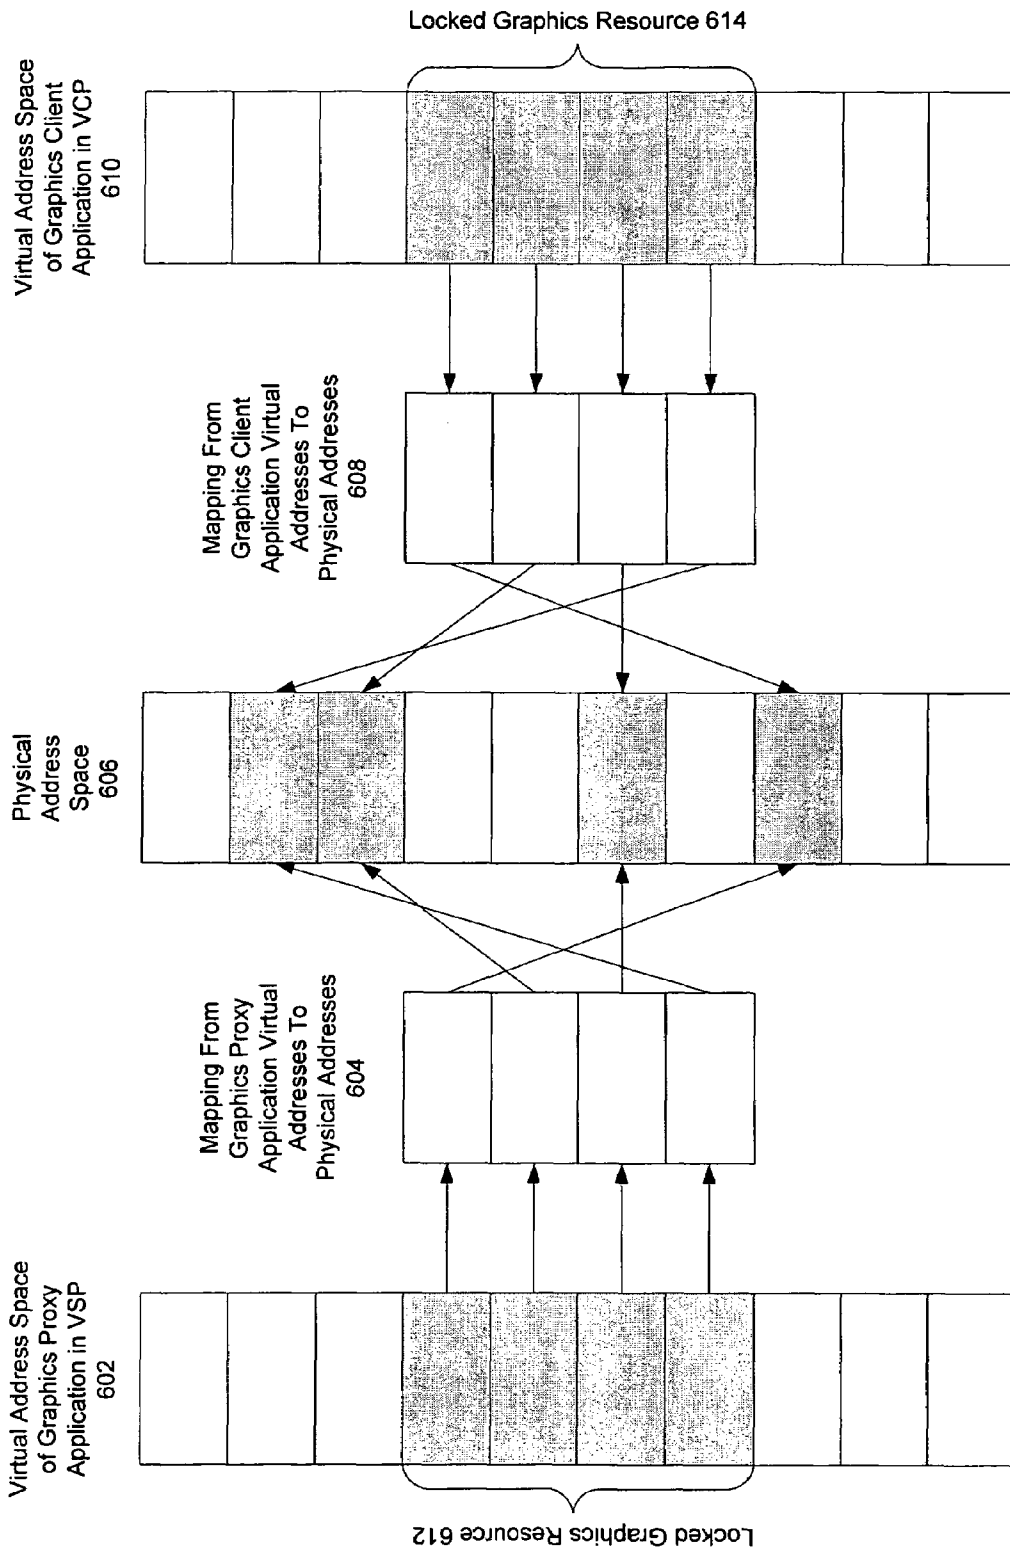 Locked Graphics Resource 614
Virtual Address Space
of Graphics Client
Application in VCP
610
Mapping From
Graphics Client
Application Virtual
Addresses To
Physical Addresses
608
Physical
Address
Space
606
Mapping From
Graphics Proxy
Application Virtual
Addresses To
Physical Addresses
604
Virtual Address Space
of Graphics Proxy
Application in VSP
602
Locked Graphics Resource 612